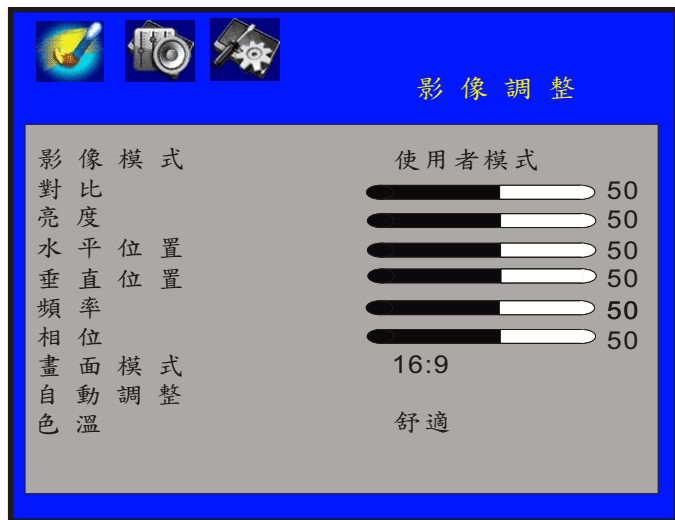 影像調整
影像模式 使用者模式
對比 50
亮度 50
水平位置 50
垂直位置 50
頻率 50
相位 50
畫面模式 16:9
自動調整
色溫 舒適